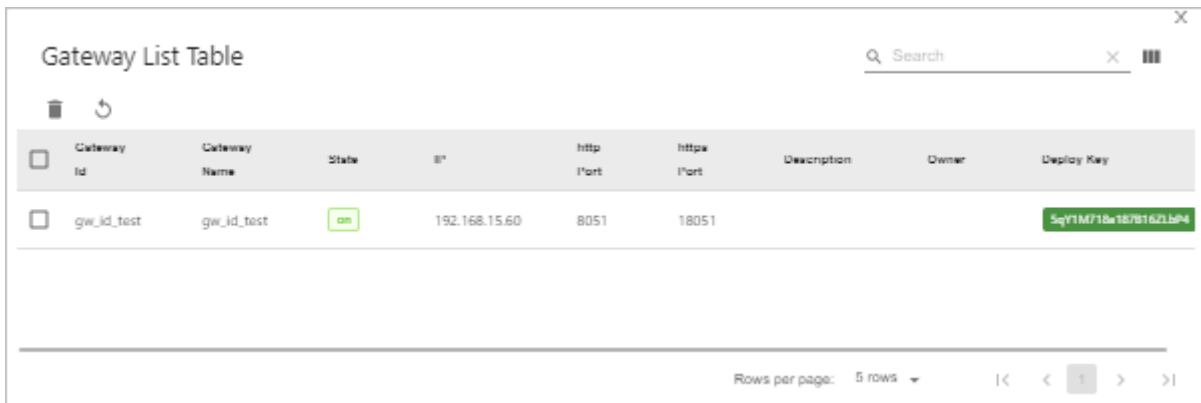 Gateway List Table
Search
Gateway Id
Gateway Name
State
IP
http Port
https Port
Description
Owner
Deploy Key
gw_id_test
gw_id_test
on
192.168.15.60
8051
18051
Rows per page:
5 rows
1